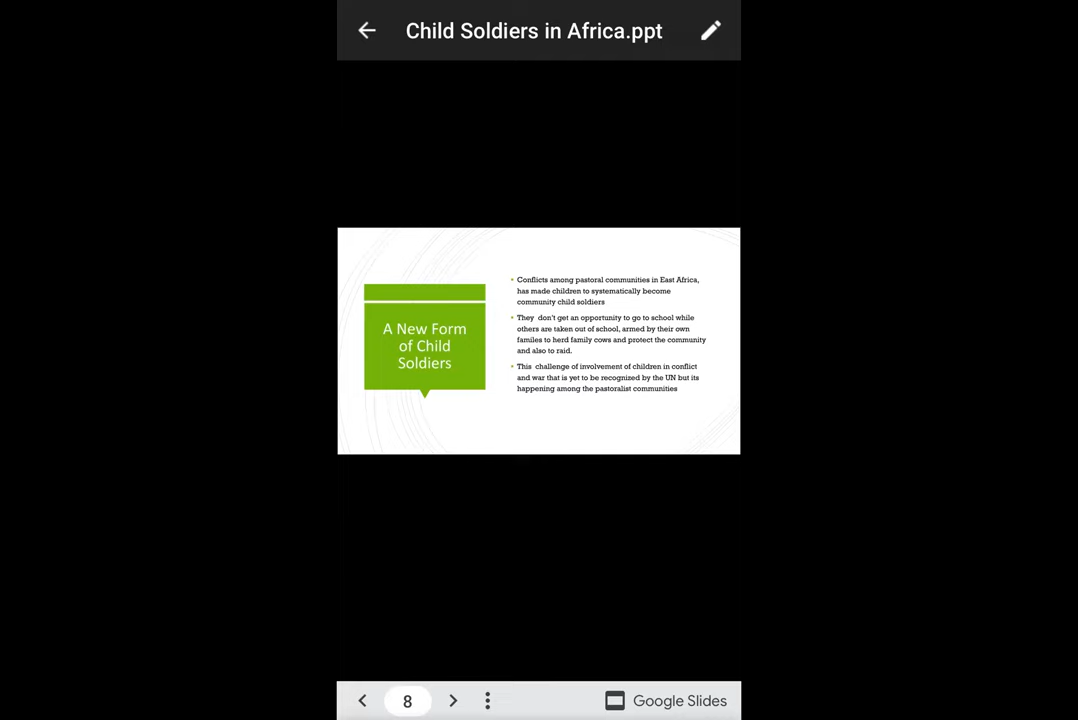 Child Soldiers in Africa.ppt
A New Form
of Child
Soldiers
Conflicts among pastoral communities in East Africa,
has made children to systematically become
community child soldiers
They don't get an opportunity to go to school while
others are taken out of school, armed by their own
familes to herd family cows and protect the community
and also to raid.
This challenge of involvement of children in conflict
and war that is yet to be recognized by the UN but its
happening among the pastoralist communities
8
Google Slides